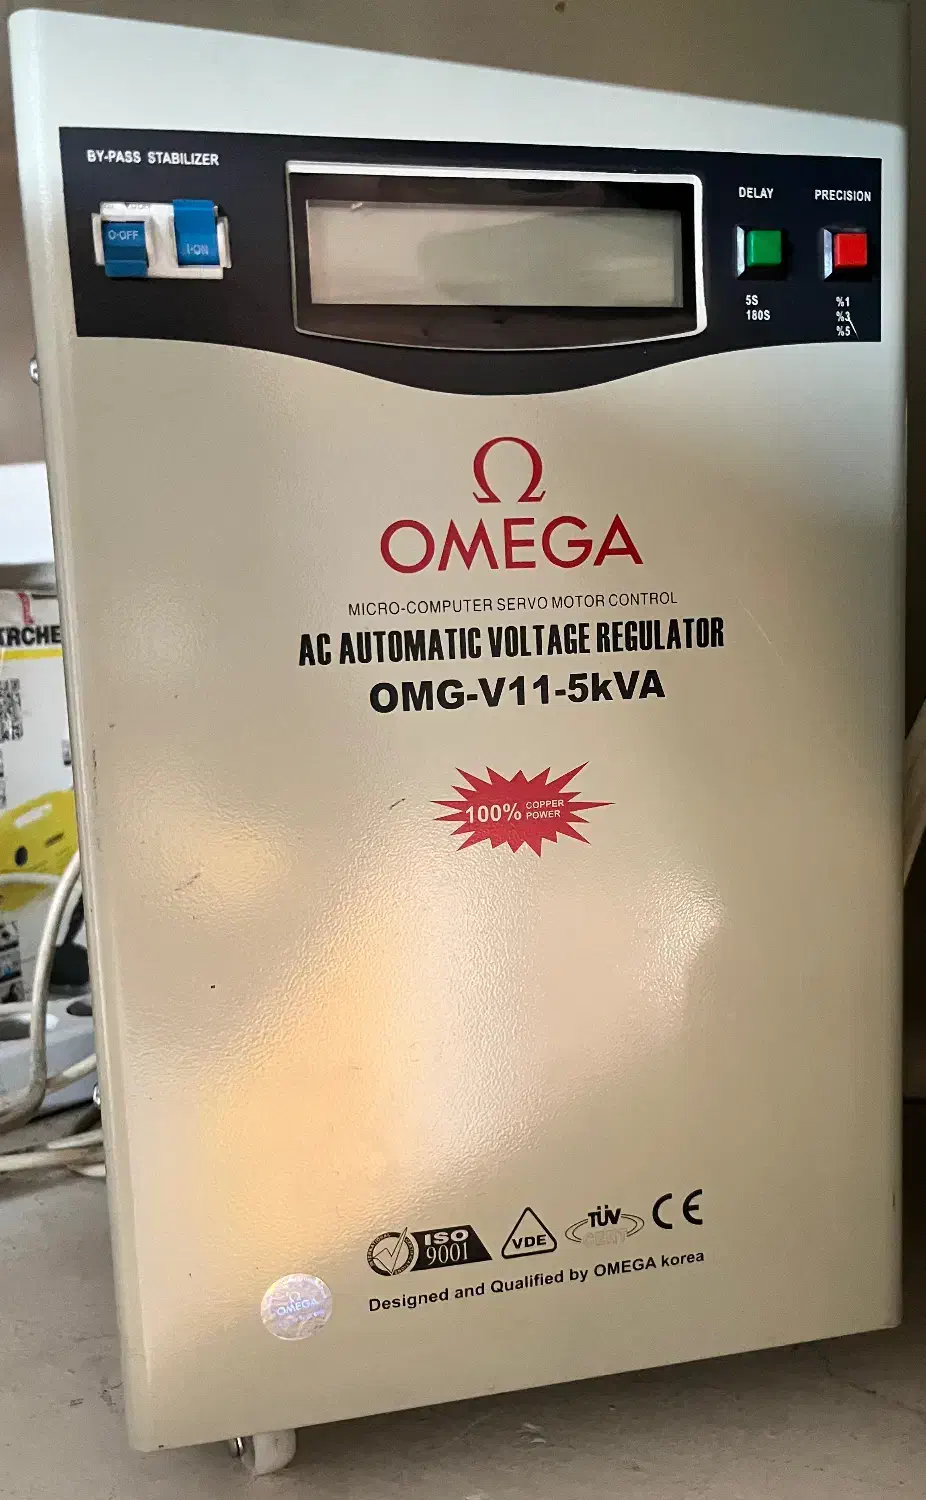 BY-PASS STABILIZER
O-OFF
I-ON
DELAY
PRECISION
5S
180S
%1
%3
%5
Ω
OMEGA
MICRO-COMPUTER SERVO MOTOR CONTROL
AC AUTOMATIC VOLTAGE REGULATOR
OMG-V11-5kVA
100% COPPER
POWER
ISO
9001
VDE
TÜV
CERT
CE
Designed and Qualified by OMEGA korea
Ω
OMEGA